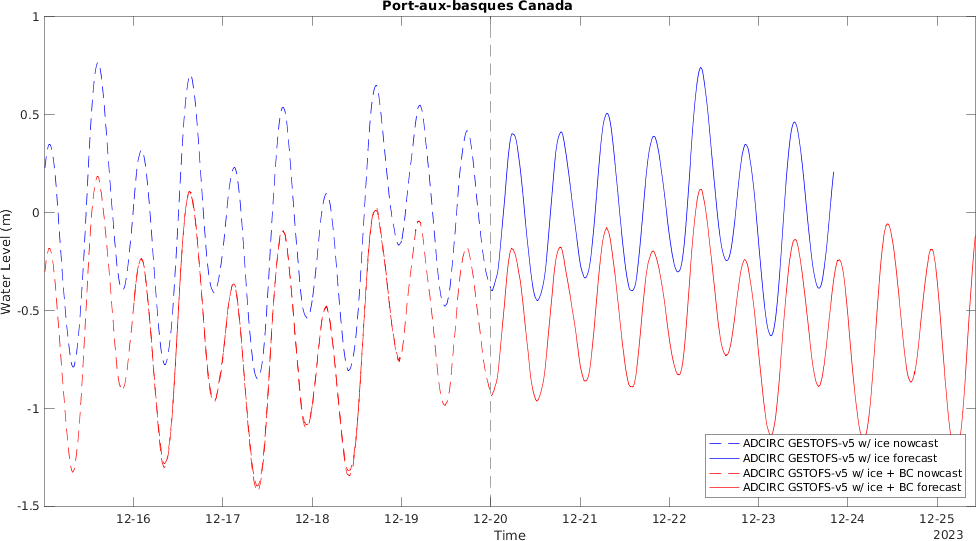 Port-aux-basques Canada
1
0.5
0
-0.5
-1
-1.5
Water Level (m)
12-16
12-17
12-18
12-19
12-20
12-21
12-22
12-23
12-24
12-25
Time
2023
ADCIRC GESTOFS-v5 w/ ice nowcast
ADCIRC GESTOFS-v5 w/ ice forecast
ADCIRC GSTOFS-v5 w/ ice + BC nowcast
ADCIRC GSTOFS-v5 w/ ice + BC forecast